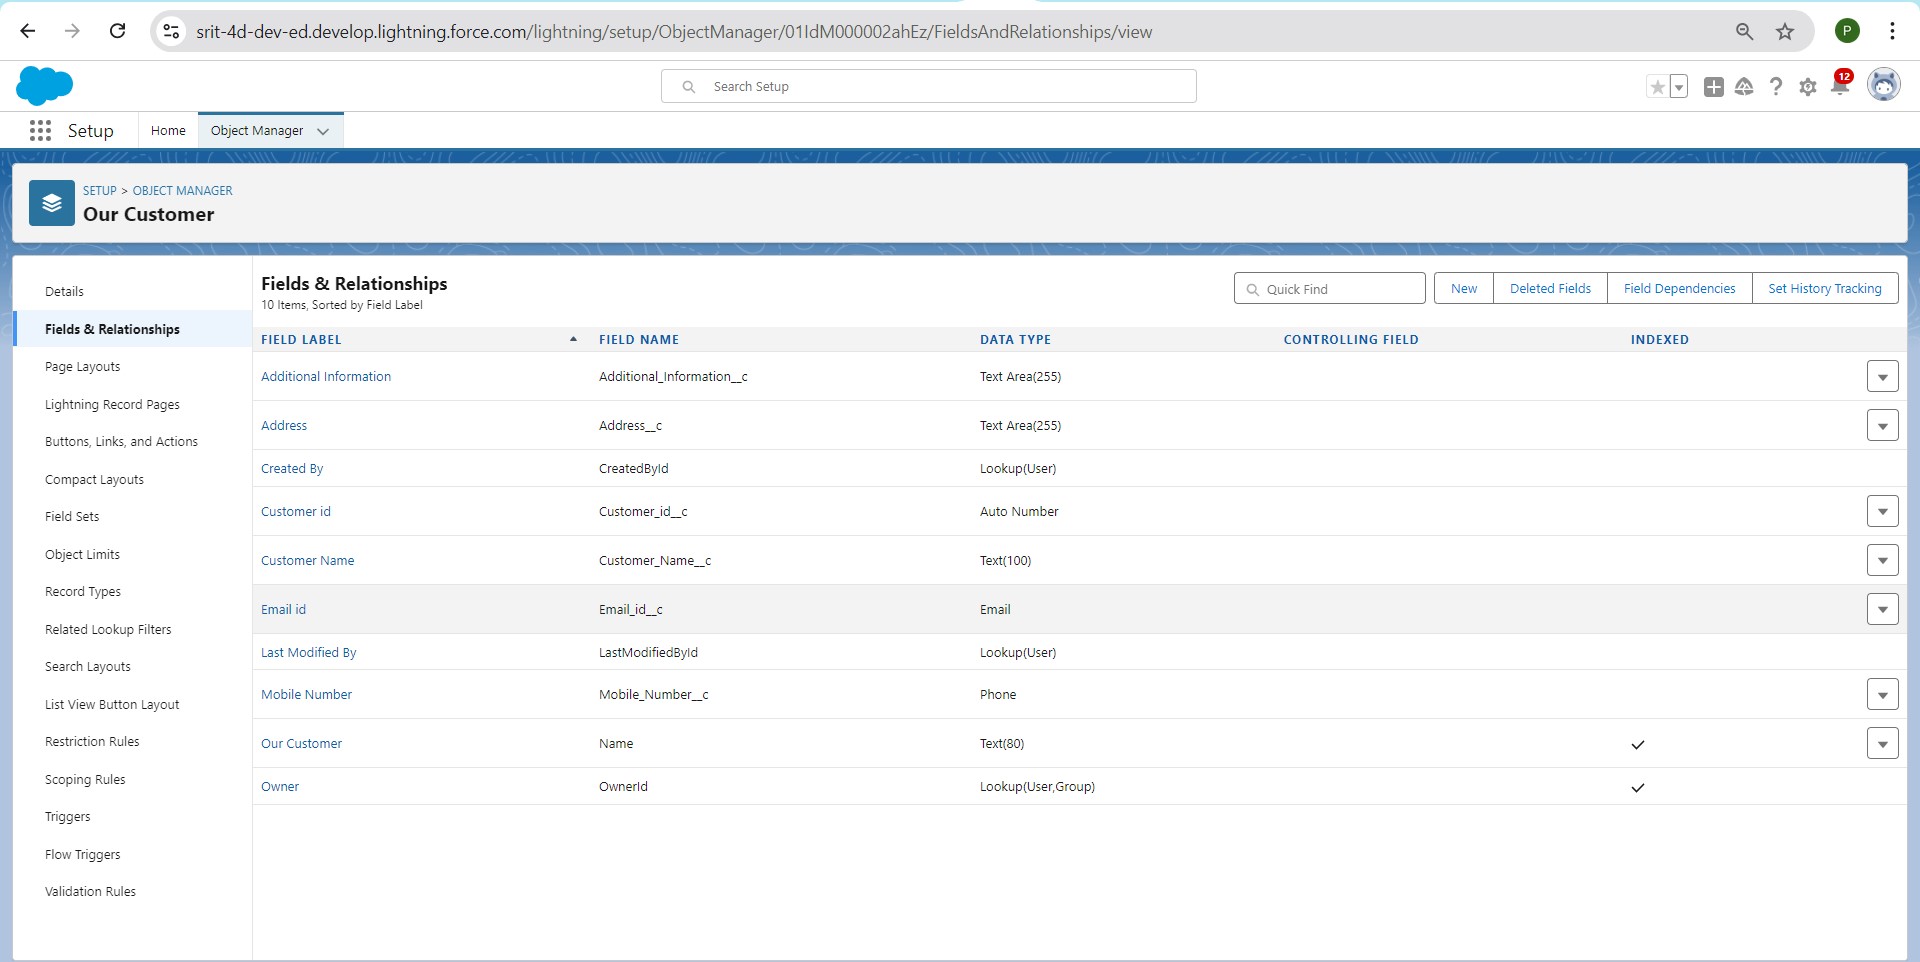 srit-4d-dev-ed.develop.lightning.force.com/lightning/setup/ObjectManager/01IdM000002ahEz/FieldsAndRelationships/view
P
Search Setup
12
Setup
Home
Object Manager
SETUP > OBJECT MANAGER
Our Customer
Details
Fields & Relationships
Page Layouts
Lightning Record Pages
Buttons, Links, and Actions
Compact Layouts
Field Sets
Object Limits
Record Types
Related Lookup Filters
Search Layouts
List View Button Layout
Restriction Rules
Scoping Rules
Triggers
Flow Triggers
Validation Rules
Fields & Relationships
10 Items, Sorted by Field Label
Quick Find
New
Deleted Fields
Field Dependencies
Set History Tracking
FIELD LABEL FIELD NAME DATA TYPE CONTROLLING FIELD INDEXED
Additional Information Additional_Information__c Text Area(255)
Address Address__c Text Area(255)
Created By CreatedById Lookup(User)
Customer id Customer_id__c Auto Number
Customer Name Customer_Name__c Text(100)
Email id Email_id__c Email
Last Modified By LastModifiedById Lookup(User)
Mobile Number Mobile_Number__c Phone
Our Customer Name Text(80)
Owner OwnerId Lookup(User,Group)